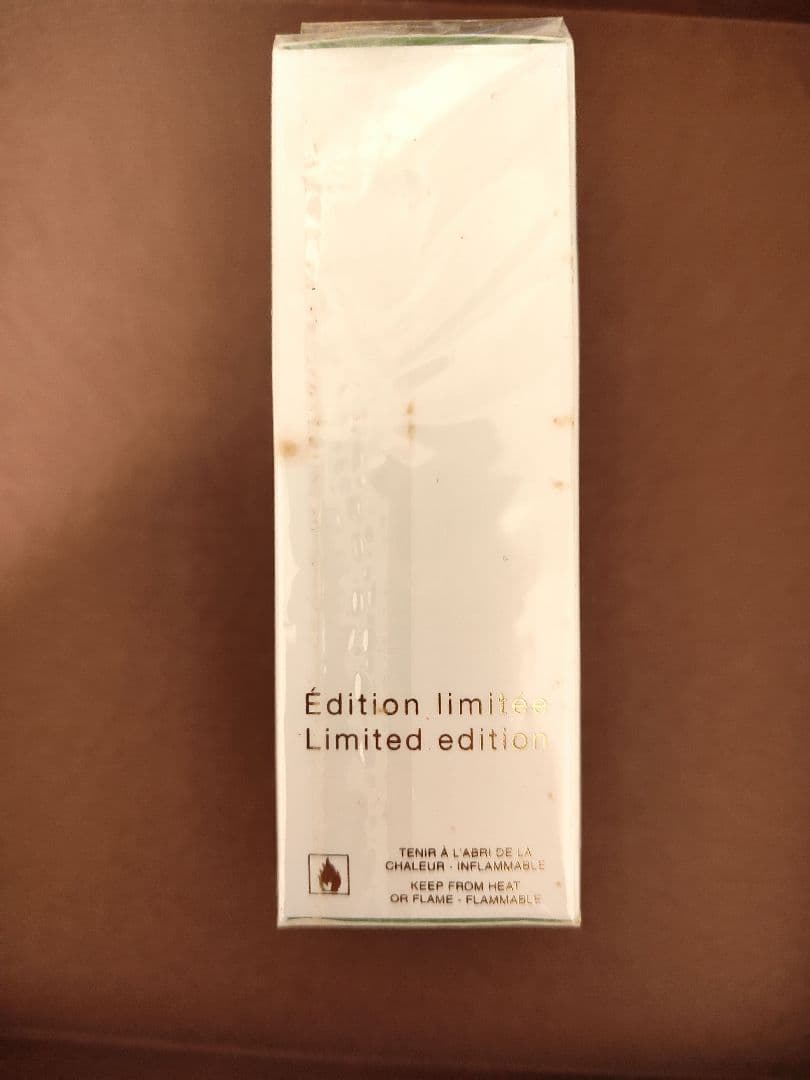 Édition limitée
Limited edition
TENIR À L'ABRI DE LA
CHALEUR - INFLAMMABLE
KEEP FROM HEAT
OR FLAME - FLAMMABLE